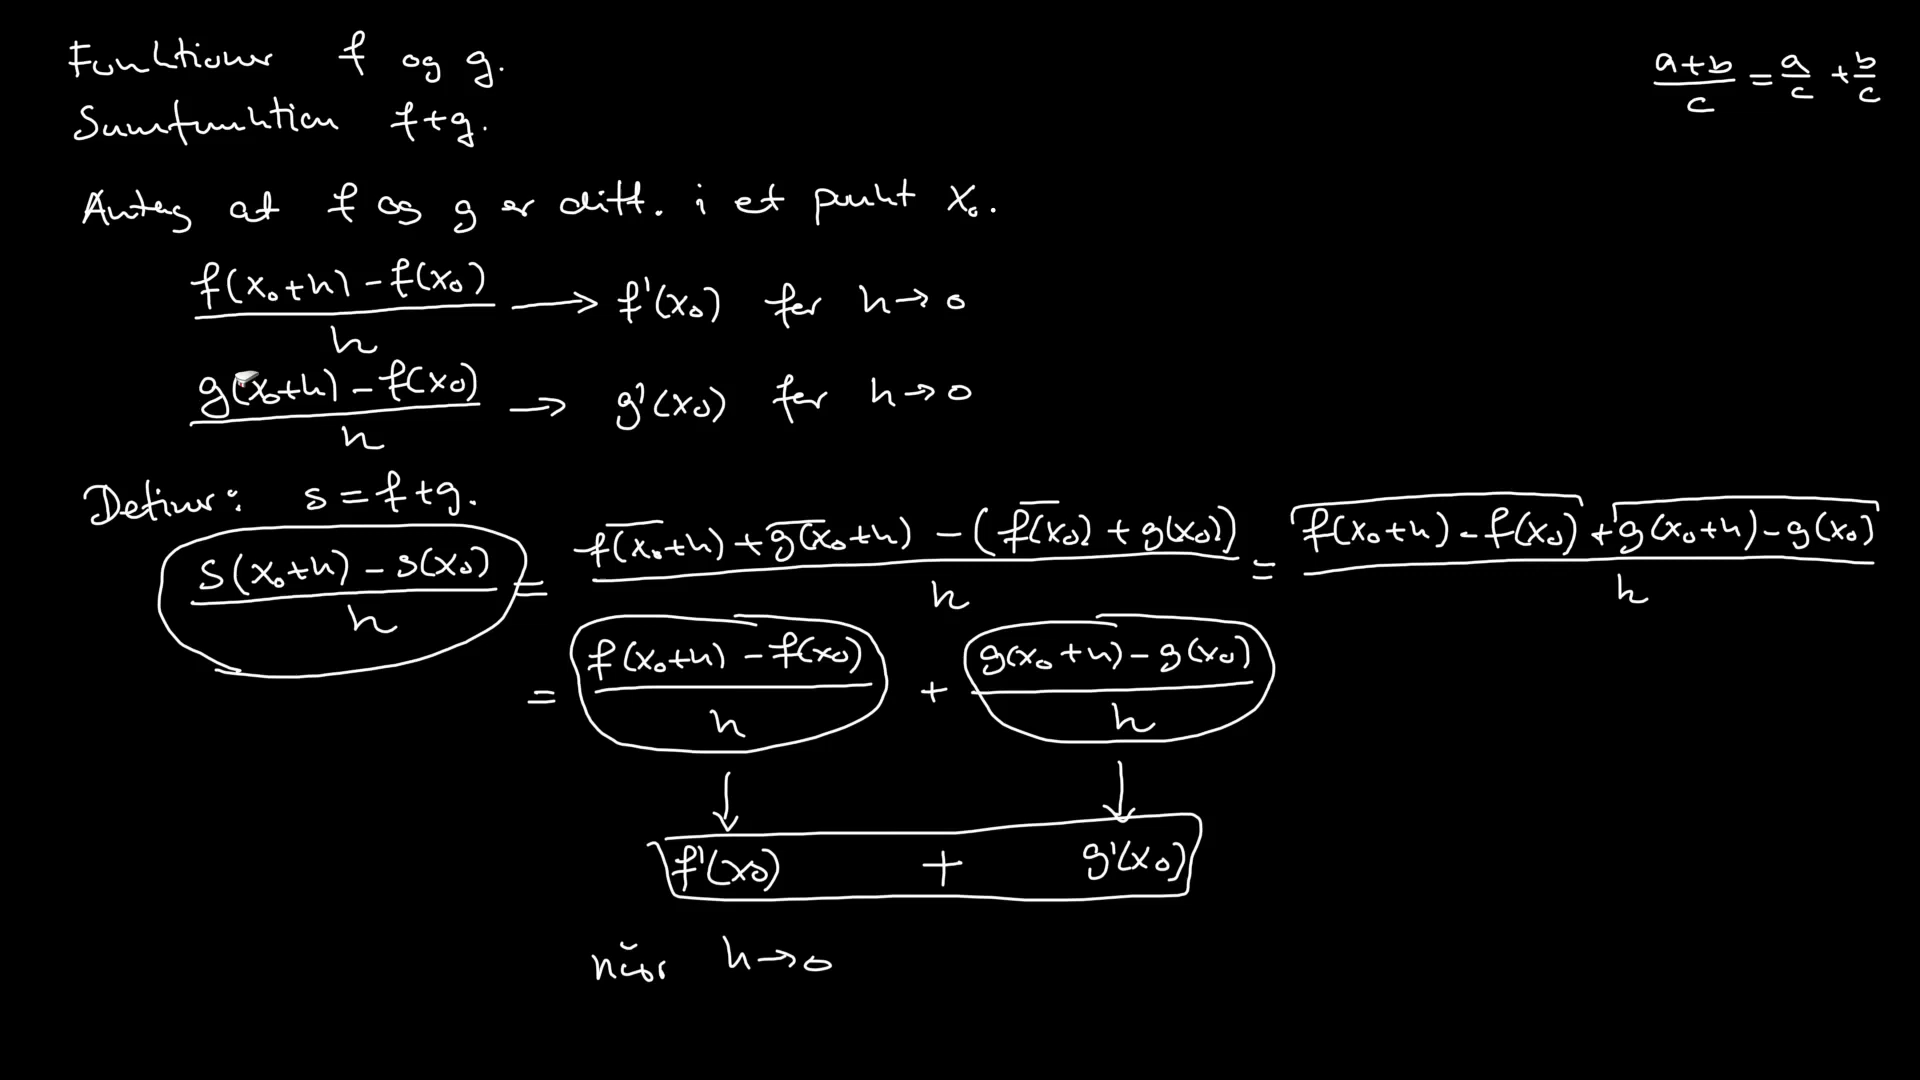 Funktioner f og g.
a+b/c = a/c + b/c
Sumfunktion f+g.
Antag at f og g er diff. i et punkt x₀.
f(x₀+h) - f(x₀)/h → f'(x₀) for h→0
g(x₀+h) - f(x₀)/h → g'(x₀) for h→0
Definer: s = f+g.
s(x₀+h) - s(x₀)/h = f(x₀+h) + g(x₀+h) - (f(x₀) + g(x₀))/h = f(x₀+h) - f(x₀) + g(x₀+h) - g(x₀)/h
= f(x₀+h) - f(x₀)/h + g(x₀+h) - g(x₀)/h
↓ ↓
f'(x₀) + g'(x₀)
når h→0